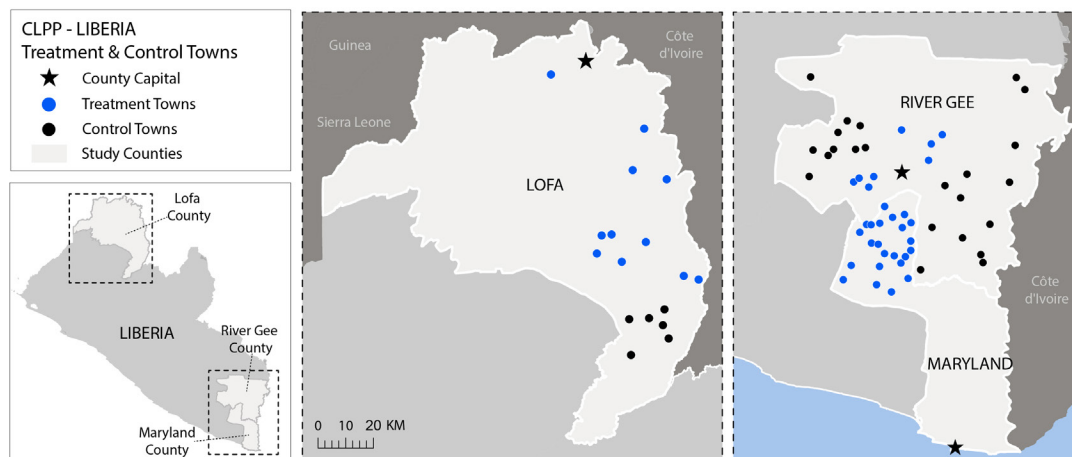 CLPP - LIBERIA
Treatment & Control Towns
County Capital
Treatment Towns
Control Towns
Study Counties
Lofa
County
LIBERIA
River Gee
County
Maryland
County
Guinea
Côte
d'Ivoire
Sierra Leone
LOFA
0 10 20 KM
RIVER GEE
Côte
d'Ivoire
MARYLAND